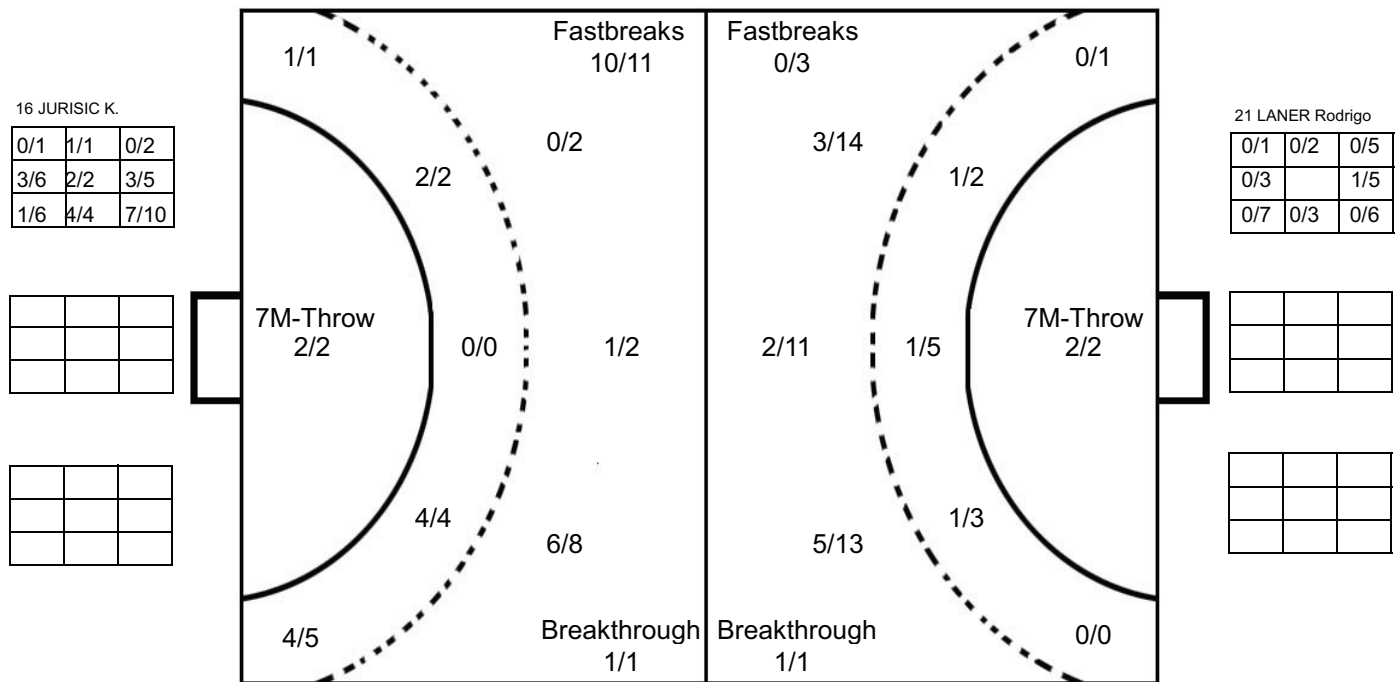 Fastbreaks
10/11
Fastbreaks
0/3
1/1
0/1
16 JURISIC K.
0/1 1/1 0/2
3/6 2/2 3/5
1/6 4/4 7/10
21 LANER Rodrigo
0/1 0/2 0/5
0/3 1/5
0/7 0/3 0/6
0/2
3/14
2/2
1/2
7M-Throw
2/2
0/0
1/2
2/11
1/5
7M-Throw
2/2
4/4
1/3
6/8
5/13
4/5
0/0
Breakthrough
1/1
Breakthrough
1/1